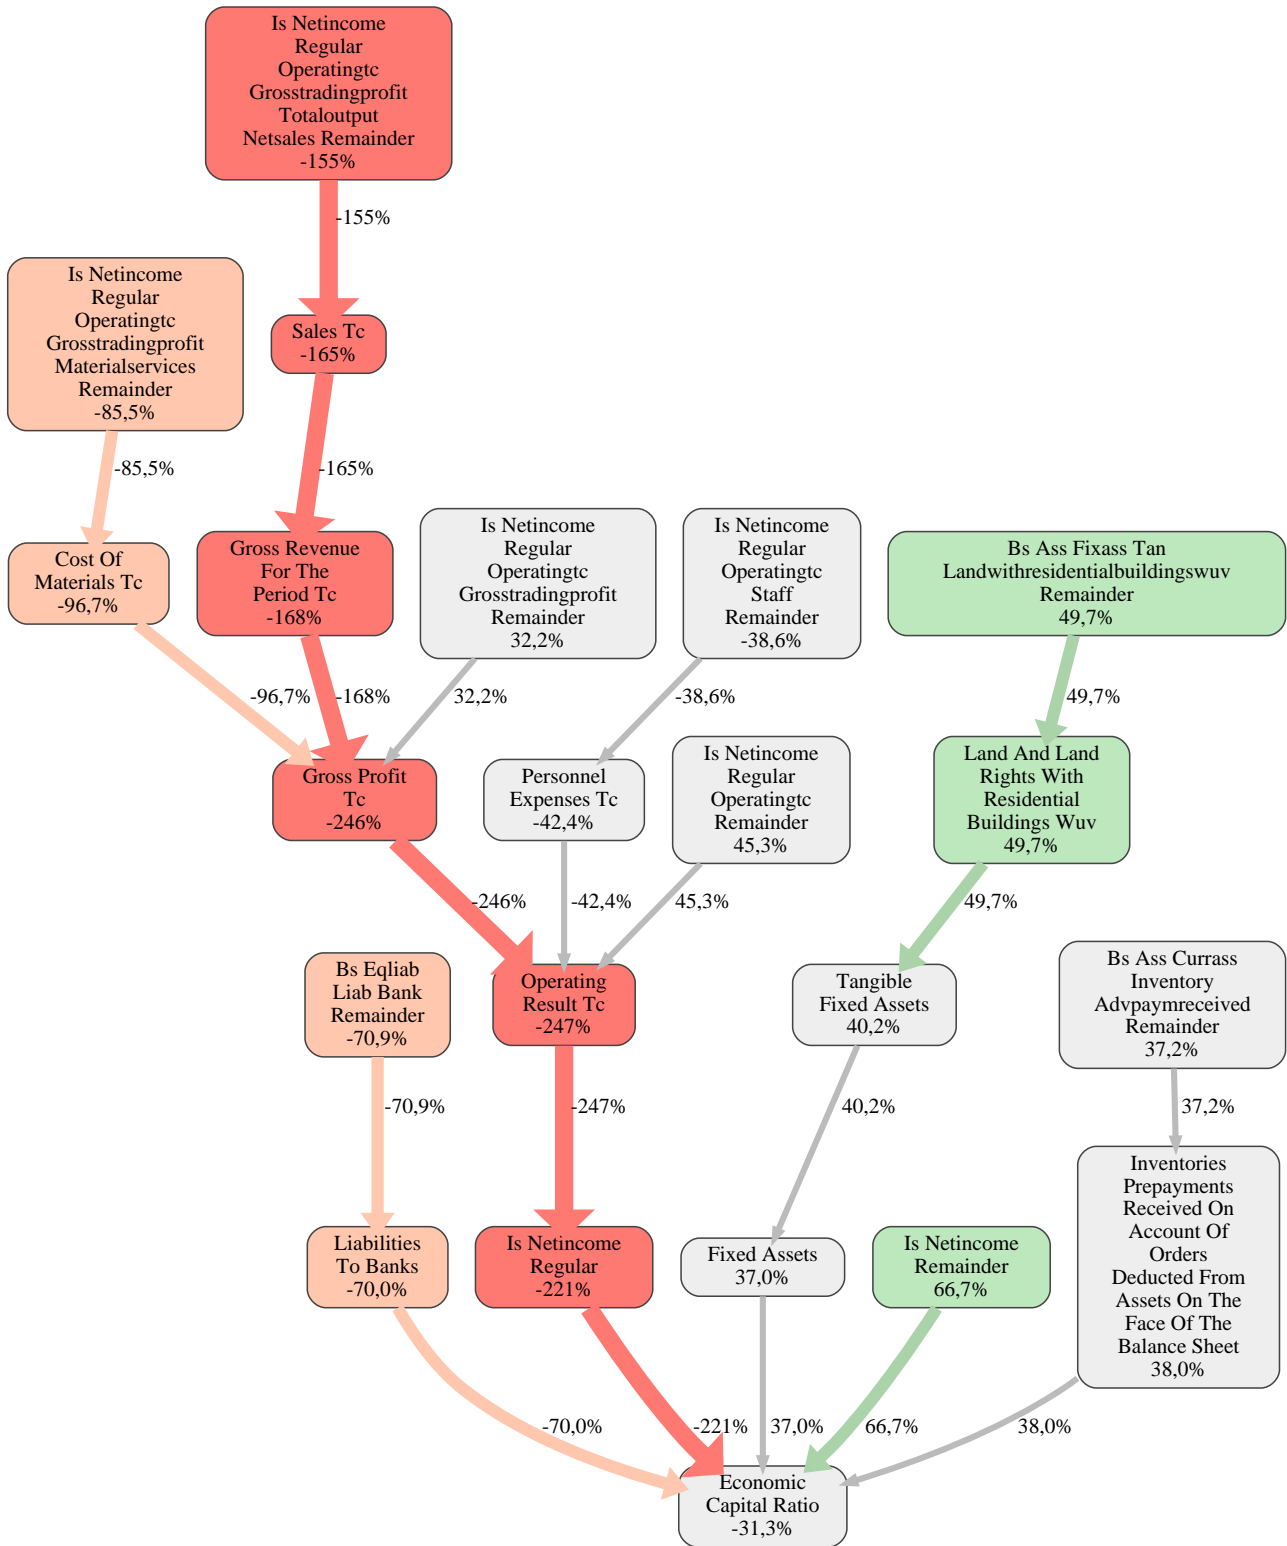 Is Netincome
Regular
Operatingtc
Grosstradingprofit
Totaloutput
Netsales Remainder
-155%
-155%
Is Netincome
Regular
Operatingtc
Grosstradingprofit
Materialservices
Remainder
-85,5%
Sales Tc
-165%
-85,5%
-165%
Cost Of
Materials Tc
-96,7%
Gross Revenue
For The
Period Tc
-168%
Is Netincome
Regular
Operatingtc
Grosstradingprofit
Remainder
32,2%
Is Netincome
Regular
Operatingtc
Staff
Remainder
-38,6%
Bs Ass Fixass Tan
Landwithresidentialbuildingswuv
Remainder
49,7%
-96,7%
-168%
32,2%
-38,6%
49,7%
Gross Profit
Tc
-246%
Personnel
Expenses Tc
-42,4%
Is Netincome
Regular
Operatingtc
Remainder
45,3%
Land And Land
Rights With
Residential
Buildings Wuv
49,7%
-246%
-42,4%
45,3%
49,7%
Bs Eqliab
Liab Bank
Remainder
-70,9%
Operating
Result Tc
-247%
Tangible
Fixed Assets
40,2%
Bs Ass Currass
Inventory
Advpaymreceived
Remainder
37,2%
-70,9%
-247%
40,2%
37,2%
Liabilities
To Banks
-70,0%
Is Netincome
Regular
-221%
Fixed Assets
37,0%
Is Netincome
Remainder
66,7%
Inventories
Prepayments
Received On
Account Of
Orders
Deducted From
Assets On The
Face Of The
Balance Sheet
38,0%
-70,0%
-221%
37,0%
66,7%
38,0%
Economic
Capital Ratio
-31,3%